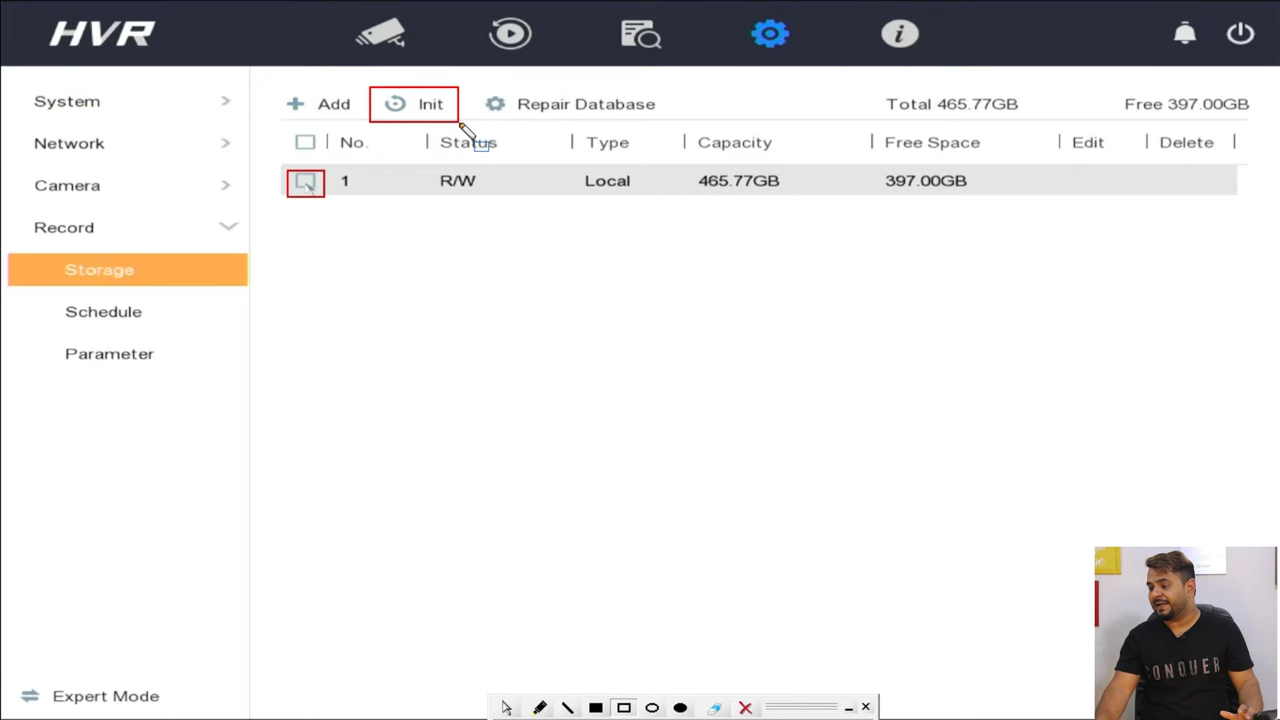 HVR
System
Network
Camera
Record
Storage
Schedule
Parameter
Expert Mode
Add Init Repair Database Total 465.77GB Free 397.00GB
No. Status Type Capacity Free Space Edit Delete
1 R/W Local 465.77GB 397.00GB
CONQUER